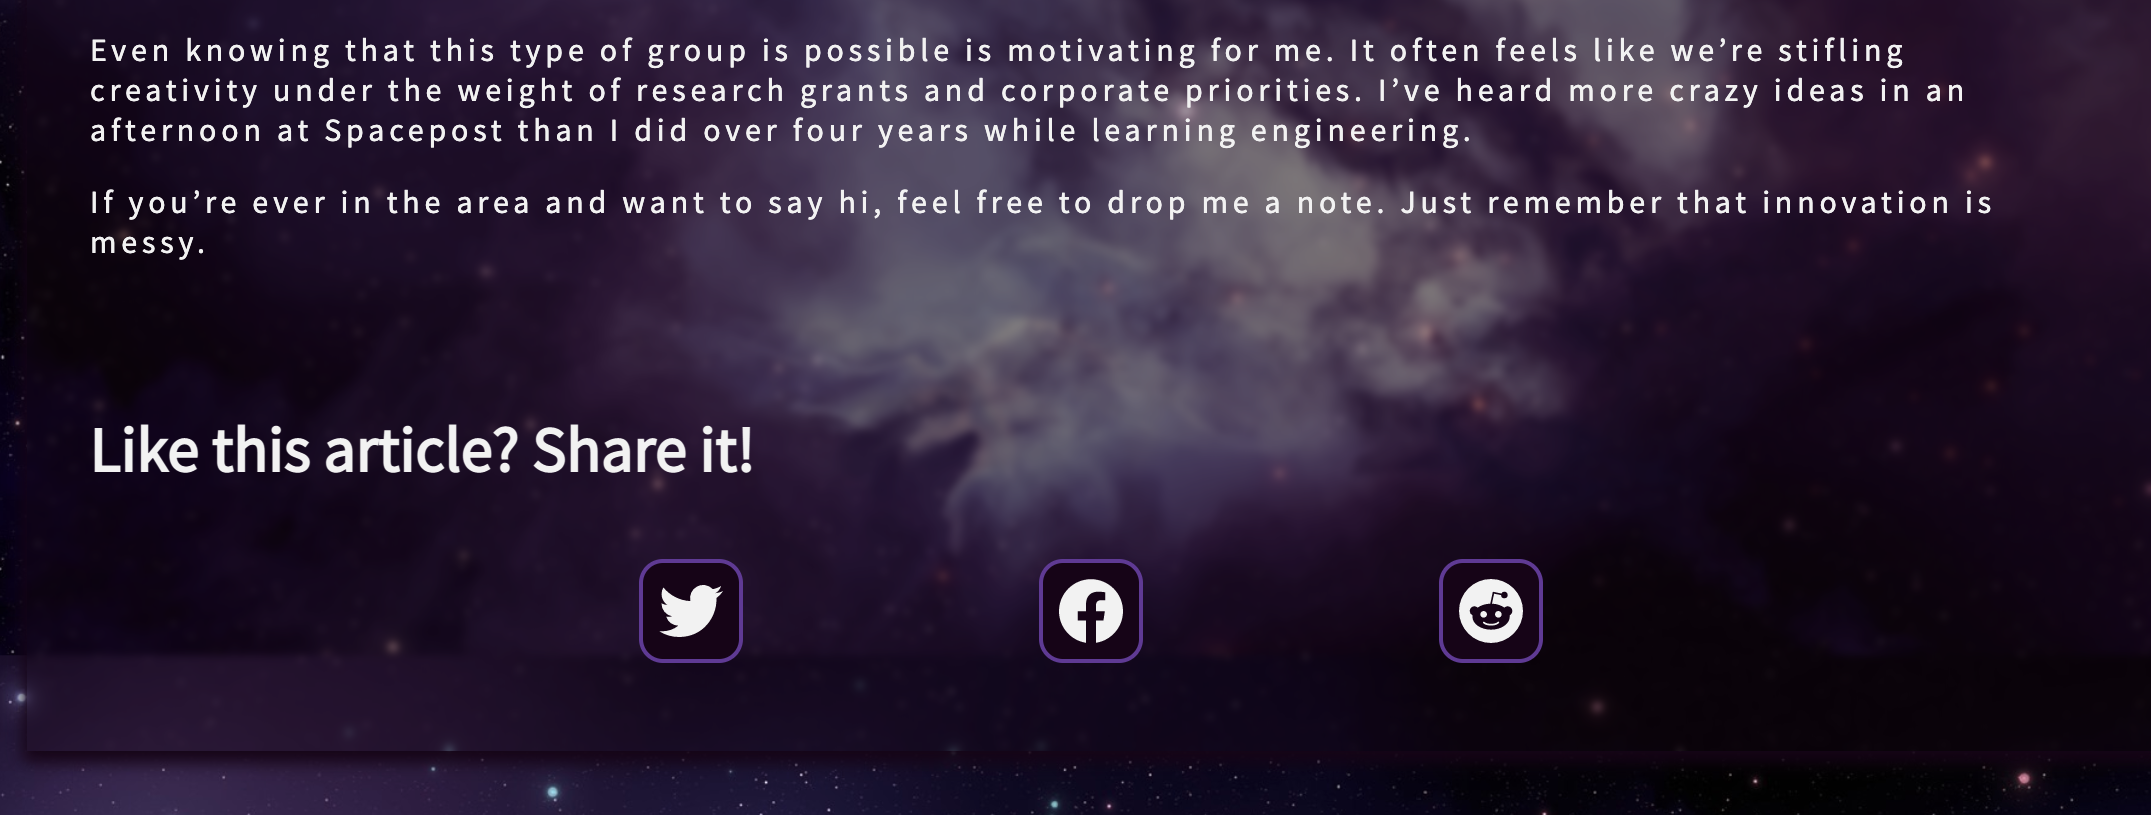 Even knowing that this type of group is possible is motivating for me. It often feels like we’re stifling
creativity under the weight of research grants and corporate priorities. I’ve heard more crazy ideas in an
afternoon at Spacepost than I did over four years while learning engineering.
If you’re ever in the area and want to say hi, feel free to drop me a note. Just remember that innovation is
messy.
Like this article? Share it!